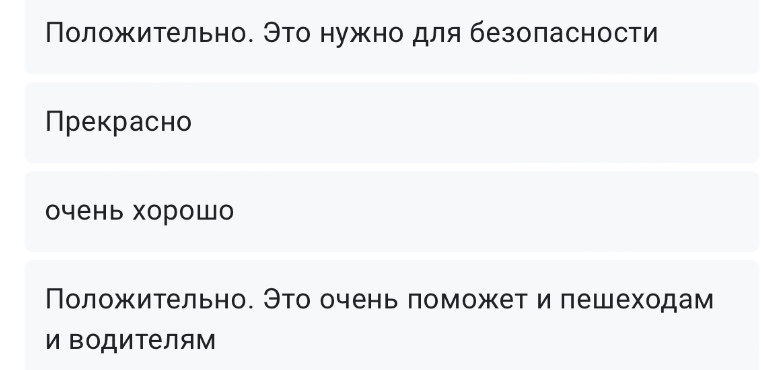 Положительно. Это нужно для безопасности
Прекрасно
очень хорошо
Положительно. Это очень поможет и пешеходам
и водителям